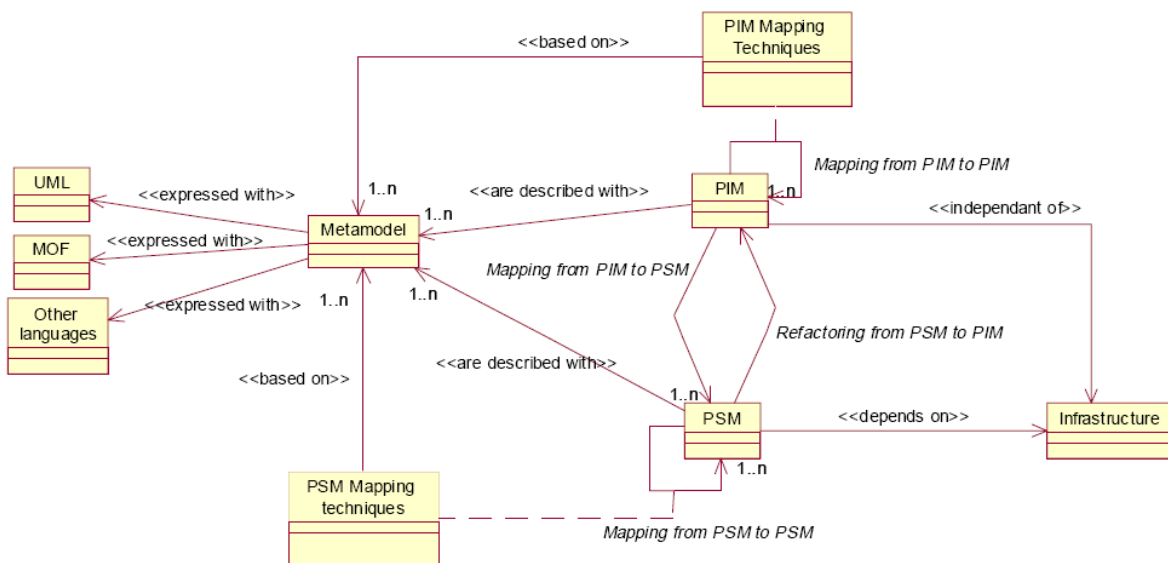 PIM Mapping
Techniques
<<based on>>
Mapping from PIM to PIM
UML
<<expressed with>>
<<are described with>>
PIM
1..n
1..n
1..n
<<independant of>>
Metamodel
MOF
<<expressed with>>
Mapping from PIM to PSM
1..n
1..n
Other
languages
<<expressed with>>
Refactoring from PSM to PIM
<<are described with>>
<<based on>>
1..n
PSM
<<depends on>>
Infrastructure
1..n
PSM Mapping
techniques
Mapping from PSM to PSM